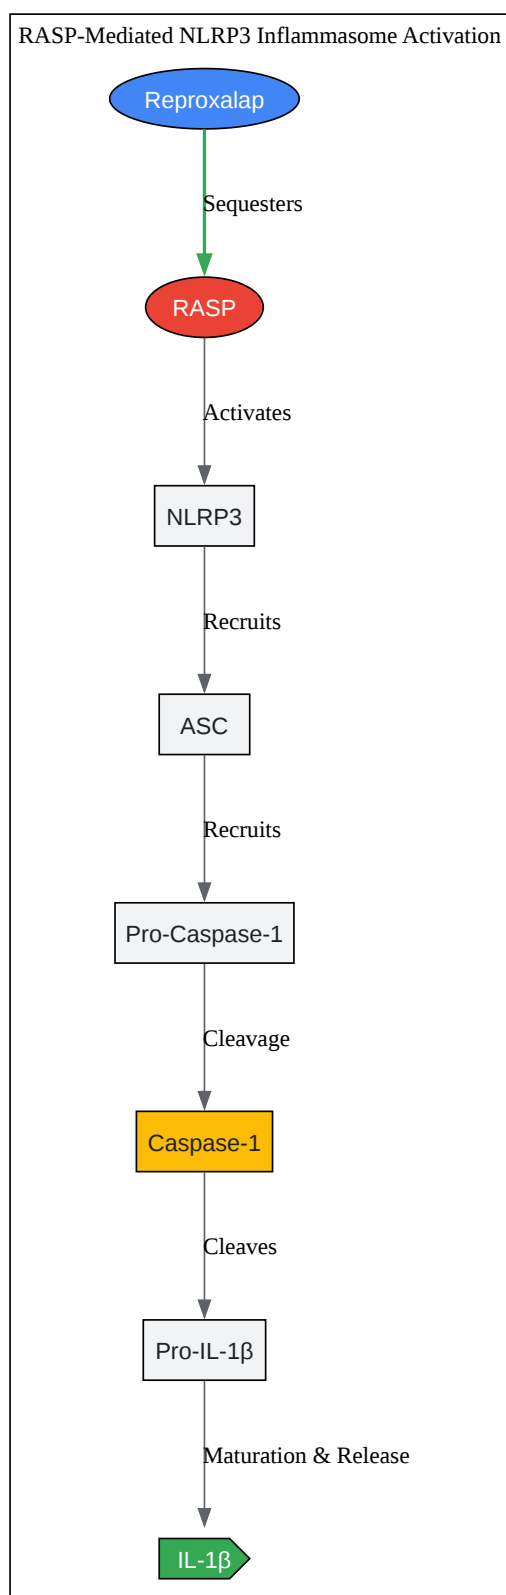 RASP-Mediated NLRP3 Inflammasome Activation
Reproxalap
Sequesters
RASP
Activates
NLRP3
Recruits
ASC
Recruits
Pro-Caspase-1
Cleavage
Caspase-1
Cleaves
Pro-IL-1β
Maturation & Release
IL-1β